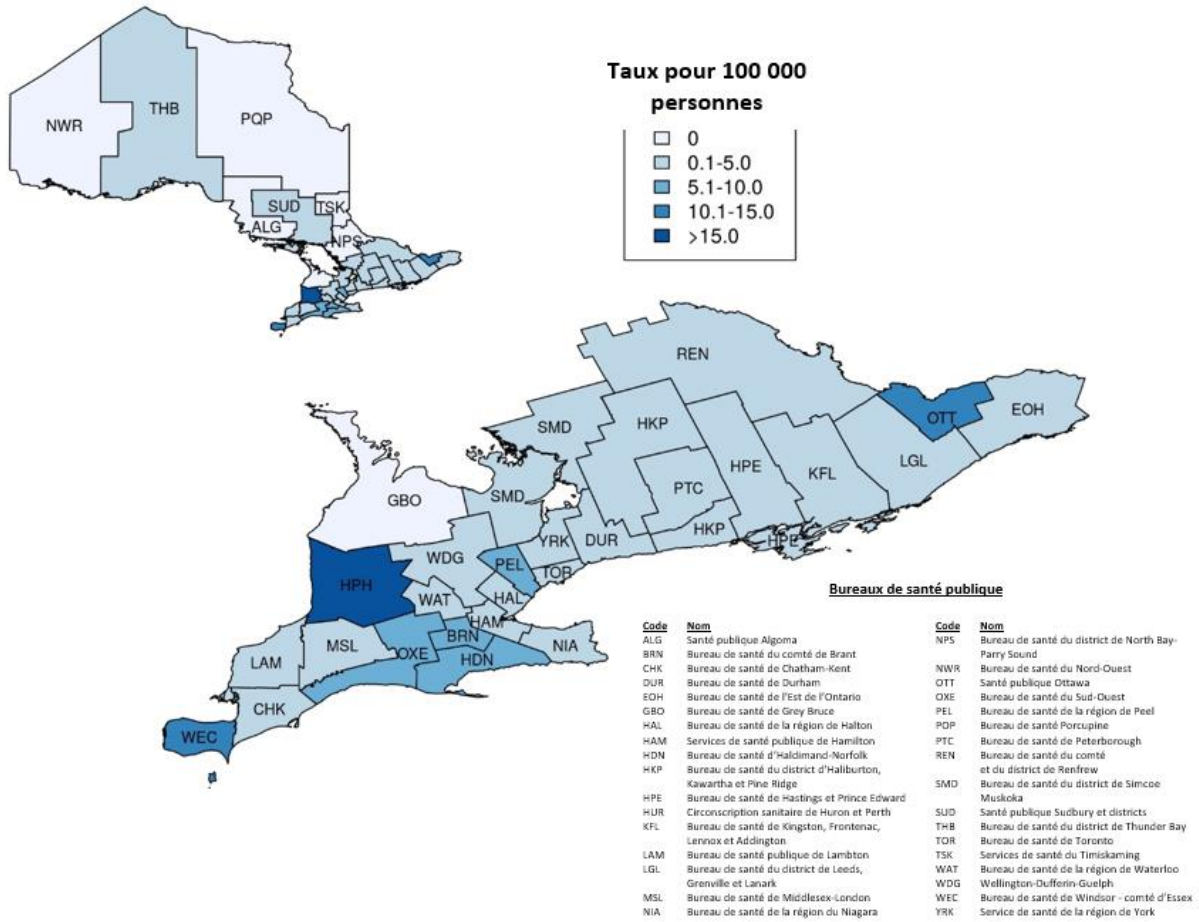 Taux pour 100 000
personnes
0
0.1-5.0
5.1-10.0
10.1-15.0
>15.0
NWR
THB
PQP
SUD
TSK
ALG
NPS
REN
SMD
HKP
OTT
EOH
HPE
KFL
LGL
PTC
GBO
SMD
HKP
HPE
YRK
DUR
WDG
PEL
TOR
HPH
WAT
HAL
HAM
BRN
MSL
OXE
HDN
NIA
LAM
CHK
WEC
Bureaux de santé publique
Code Nom
ALG Santé publique Algoma
BRN Bureau de santé du comté de Brant
CHK Bureau de santé de Chatham-Kent
DUR Bureau de santé de Durham
EOH Bureau de santé de l'Est de l'Ontario
GBO Bureau de santé de Grey Bruce
HAL Bureau de santé de la région de Halton
HAM Services de santé publique de Hamilton
HDN Bureau de santé d'Haldimand-Norfolk
HKP Bureau de santé du district d'Haliburton,
Kawartha et Pine Ridge
HPE Bureau de santé de Hastings et Prince Edward
HUR Circonscription sanitaire de Huron et Perth
KFL Bureau de santé de Kingston, Frontenac,
Lennox et Addington
LAM Bureau de santé publique de Lambton
LGL Bureau de santé du district de Leeds,
Grenville et Lanark
MSL Bureau de santé de Middlesex-London
NIA Bureau de santé de la région du Niagara
Code Nom
NPS Bureau de santé du district de North Bay-
Parry Sound
NWR Bureau de santé du Nord-Ouest
OTT Santé publique Ottawa
OXE Bureau de santé du Sud-Ouest
PEL Bureau de santé de la région de Peel
POP Bureau de santé Porcupine
PTC Bureau de santé de Peterborough
REN Bureau de santé du comté
et du district de Renfrew
SMD Bureau de santé du district de Simcoe
Muskoka
SUD Santé publique Sudbury et districts
THB Bureau de santé du district de Thunder Bay
TOR Bureau de santé de Toronto
TSK Services de santé du Timiskaming
WAT Bureau de santé de la région de Waterloo
WDG Wellington-Dufferin-Guelph
WEC Bureau de santé de Windsor - comté d'Essex
YRK Service de santé de la région de York